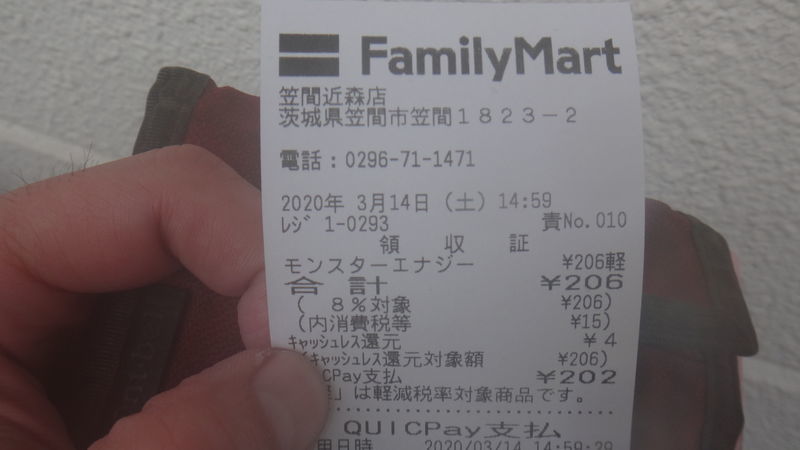 FamilyMart
笠間近森店
茨城県笠間市笠間1823-2
電話：0296-71-1471
2020年 3月14日（土）14:59
ﾚｼﾞ 1-0293 責No.010
領 収 証
モンスターエナジー ¥206軽
合 計 ¥206
（ 8％対象 ¥206）
（内消費税等 ¥15）
ｷｬｯｼｭﾚｽ還元 ¥4
ｷｬｯｼｭﾚｽ還元対象額 ¥206）
CPay支払 ¥202
」は軽減税率対象商品です。
QUICPay支払
用日時 2020/03/14 14:59:29